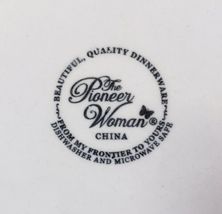 BEAUTIFUL, QUALITY DINNERWARE
The
Pioneer
Woman®
CHINA
FROM MY FRONTIER TO YOURS
DISHWASHER AND MICROWAVE SAFE